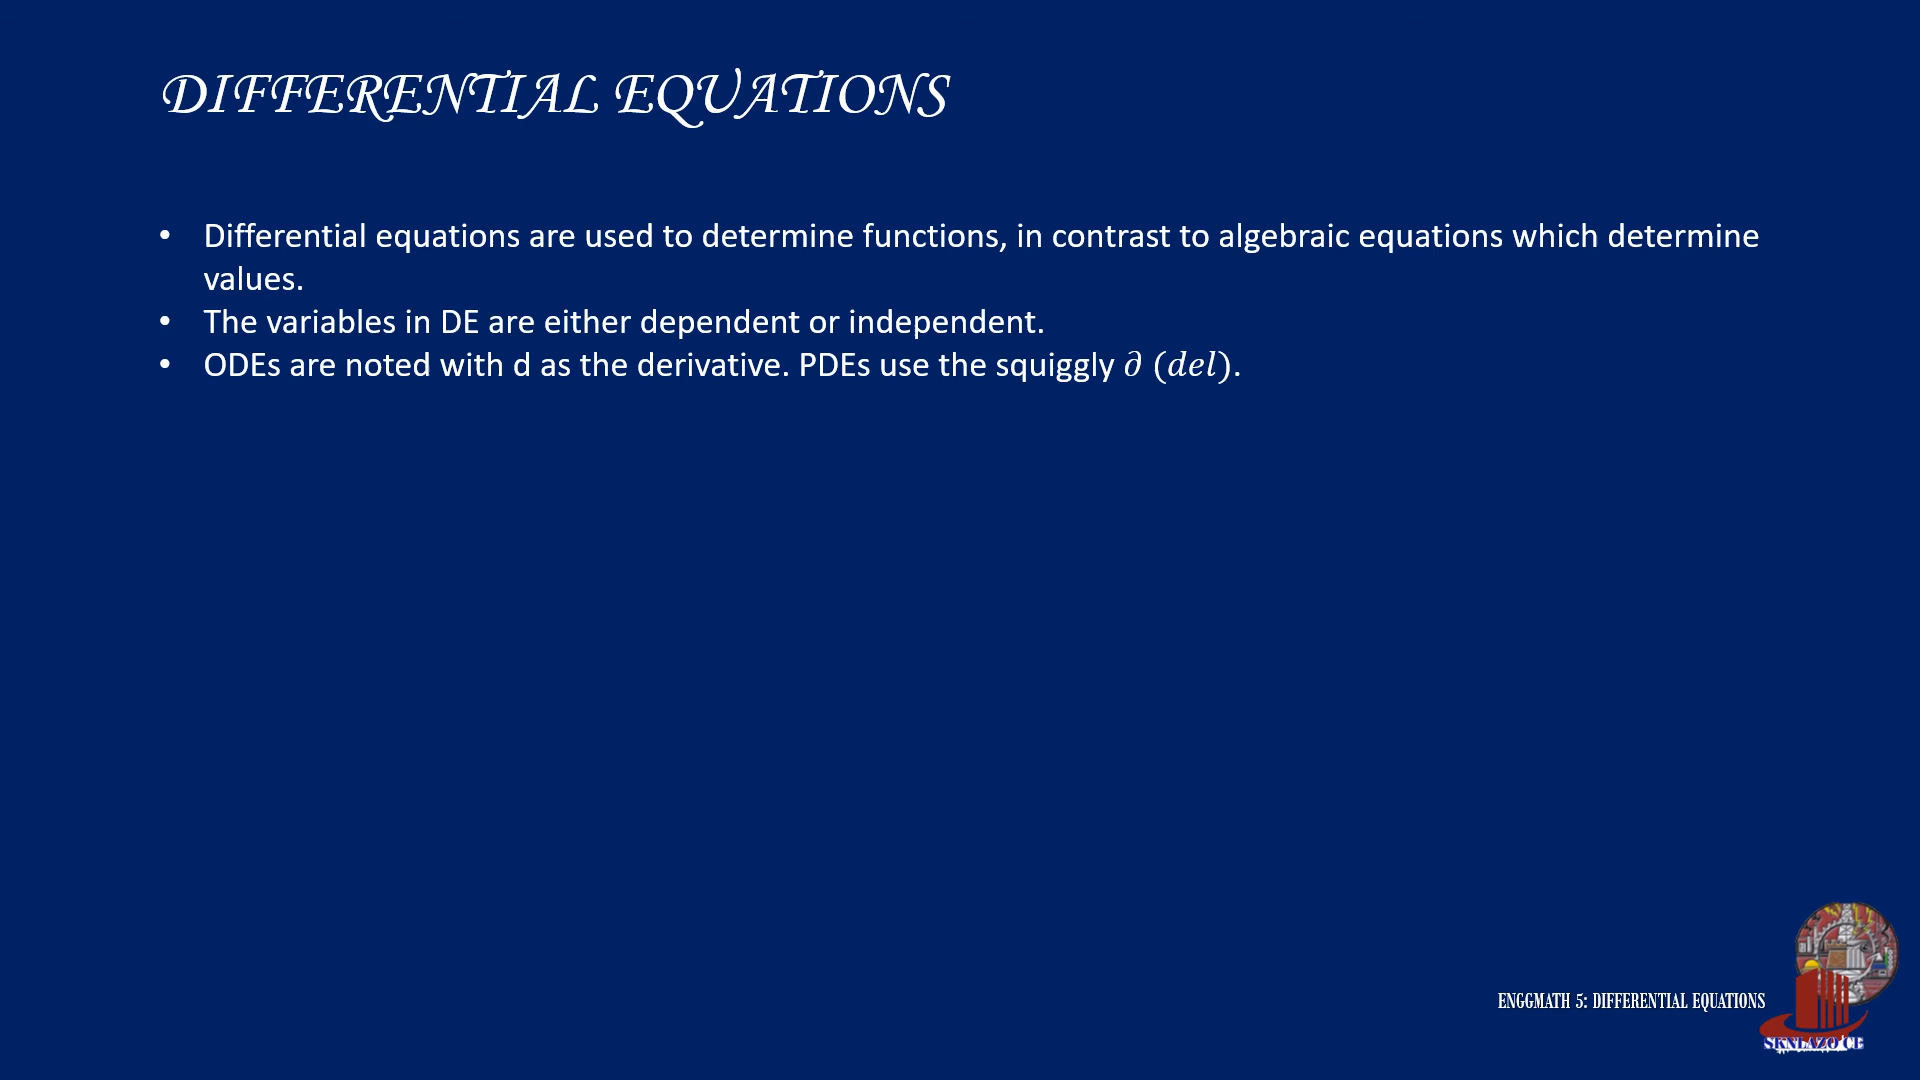 DIFFERENTIAL EQUATIONS
• Differential equations are used to determine functions, in contrast to algebraic equations which determine
values.
• The variables in DE are either dependent or independent.
• ODEs are noted with d as the derivative. PDEs use the squiggly ∂ (del).
ENGGMATH 5: DIFFERENTIAL EQUATIONS
SKNLAZO CE